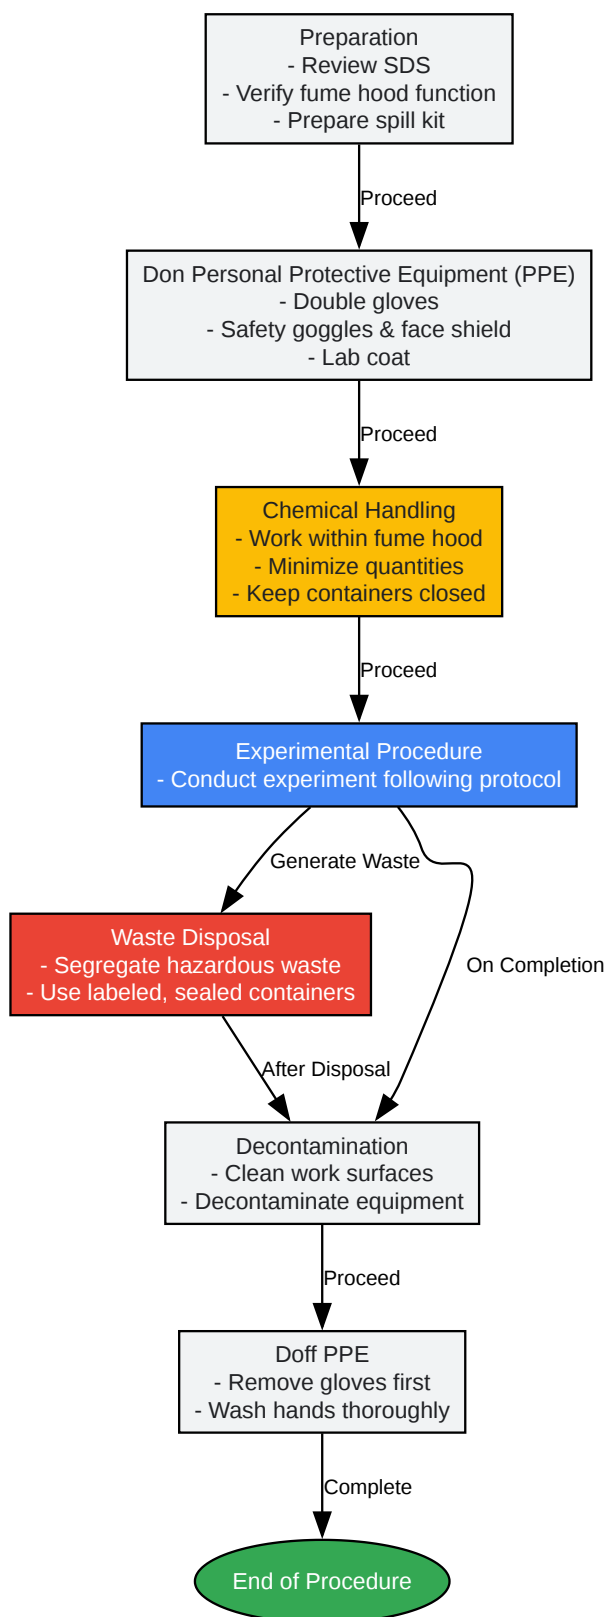 Preparation
- Review SDS
- Verify fume hood function
- Prepare spill kit
Proceed
Don Personal Protective Equipment (PPE)
- Double gloves
- Safety goggles & face shield
- Lab coat
Proceed
Chemical Handling
- Work within fume hood
- Minimize quantities
- Keep containers closed
Proceed
Experimental Procedure
- Conduct experiment following protocol
Generate Waste
Waste Disposal
- Segregate hazardous waste
- Use labeled, sealed containers
On Completion
After Disposal
Decontamination
- Clean work surfaces
- Decontaminate equipment
Proceed
Doff PPE
- Remove gloves first
- Wash hands thoroughly
Complete
End of Procedure